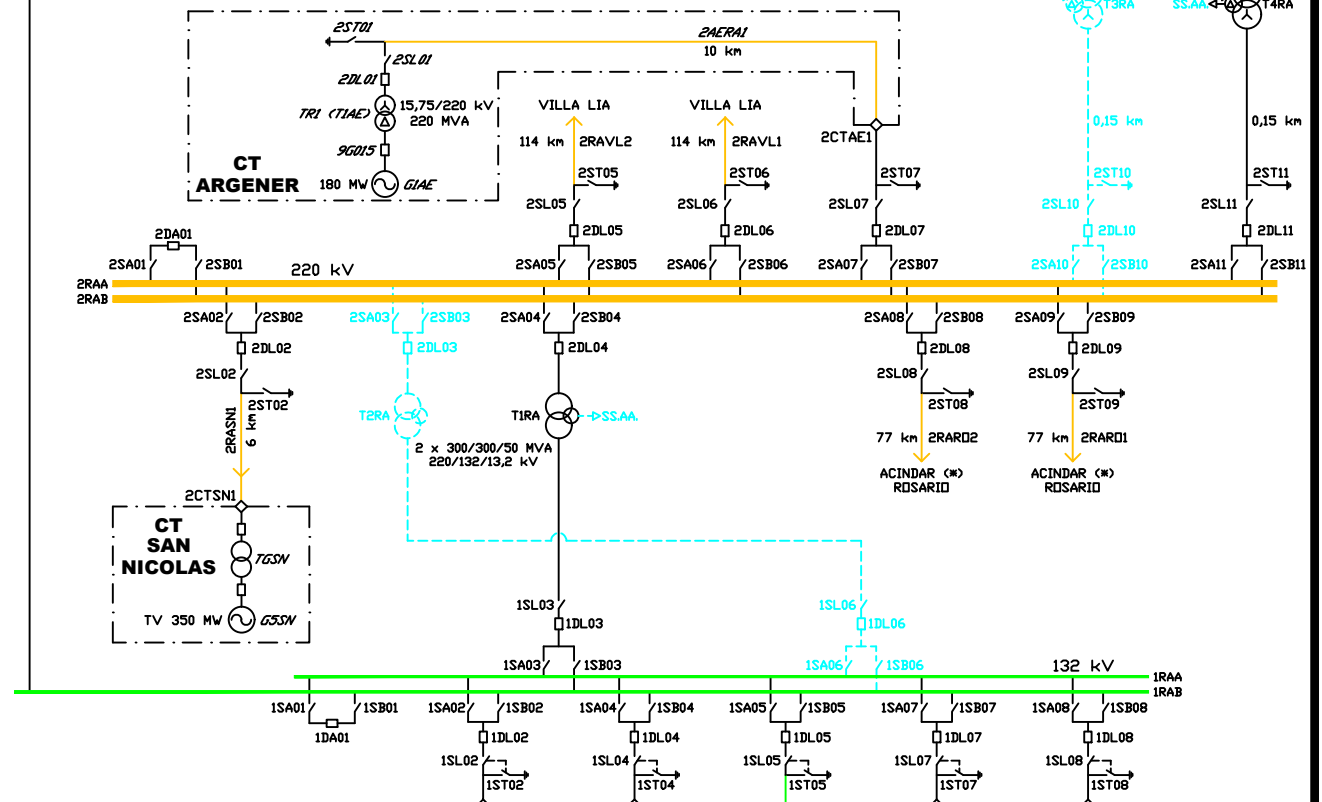 T3RA
SS.AA.
T4RA
2ST01
2AERA1
10 km
2SL01
2DL01
TR1 (T1AE)
15,75/220 kV
220 MVA
9G015
CT
ARGENER
180 MW
G1AE
VILLA LIA
VILLA LIA
2CTAE1
114 km
2RAVL2
114 km
2RAVL1
0,15 km
0,15 km
2ST05
2ST06
2ST07
2ST10
2ST11
2SL05
2SL06
2SL07
2SL10
2SL11
2DA01
2DL05
2DL06
2DL07
2DL10
2DL11
2SA01
2SB01
220 kV
2SA05
2SB05
2SA06
2SB06
2SA07
2SB07
2SA10
2SB10
2SA11
2SB11
2RAA
2RAB
2SA02
2SB02
2SA03
2SB03
2SA04
2SB04
2SA08
2SB08
2SA09
2SB09
2DL02
2DL03
2DL04
2DL08
2DL09
2SL02
2SL08
2SL09
2ST02
2ST08
2ST09
2RASN1
6 km
T2RA
T1RA
SS.AA.
2 x 300/300/50 MVA
220/132/13,2 kV
77 km
2RARO2
77 km
2RARO1
ACINDAR (*)
ROSARIO
ACINDAR (*)
ROSARIO
2CTSN1
CT
SAN
NICOLAS
TGSN
TV 350 MW
G5SN
1SL03
1SL06
1DL03
1DL06
1SA03
1SB03
1SA06
1SB06
132 kV
1RAA
1RAB
1SA01
1SB01
1SA02
1SB02
1SA04
1SB04
1SA05
1SB05
1SA07
1SB07
1SA08
1SB08
1DA01
1DL02
1DL04
1DL05
1DL07
1DL08
1SL02
1SL04
1SL05
1SL07
1SL08
1ST02
1ST04
1ST05
1ST07
1ST08